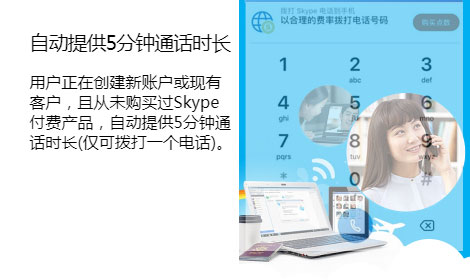 自动提供5分钟通话时长
用户正在创建新账户或现有
客户，且从未购买过Skype
付费产品，自动提供5分钟通
话时长(仅可拨打一个电话)。
拨打 Skype 电话到手机
以合理的费率拨打电话号码
购买点数
1 2 3
abc def
4 5 6
ghi mno
7 8 9
pqrs wxyz
* 0 #